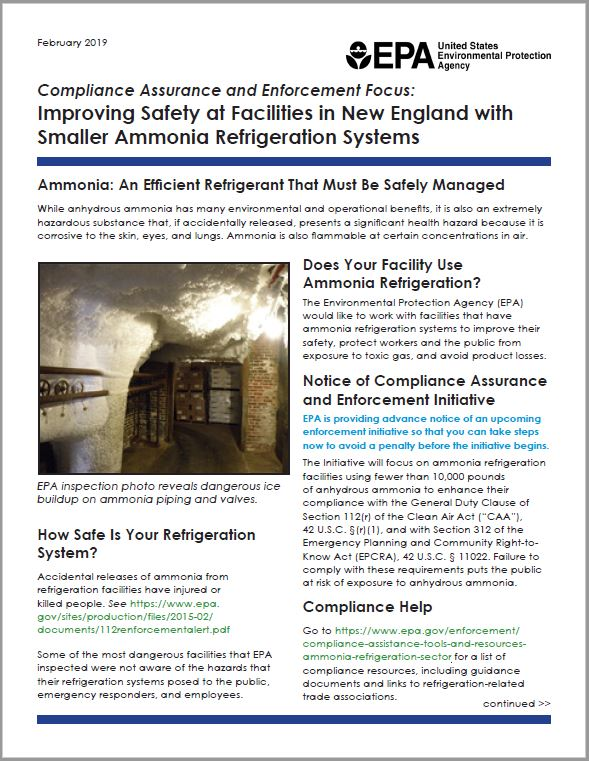 February 2019
EPA
United States
Environmental Protection
Agency
Compliance Assurance and Enforcement Focus:
Improving Safety at Facilities in New England with
Smaller Ammonia Refrigeration Systems
Ammonia: An Efficient Refrigerant That Must Be Safely Managed
While anhydrous ammonia has many environmental and operational benefits, it is also an extremely
hazardous substance that, if accidentally released, presents a significant health hazard because it is
corrosive to the skin, eyes, and lungs. Ammonia is also flammable at certain concentrations in air.
EPA inspection photo reveals dangerous ice
buildup on ammonia piping and valves.
How Safe Is Your Refrigeration
System?
Accidental releases of ammonia from
refrigeration facilities have injured or
killed people. See https://www.epa.
gov/sites/production/files/2015-02/
documents/112renforcementalert.pdf
Some of the most dangerous facilities that EPA
inspected were not aware of the hazards that
their refrigeration systems posed to the public,
emergency responders, and employees.
Does Your Facility Use
Ammonia Refrigeration?
The Environmental Protection Agency (EPA)
would like to work with facilities that have
ammonia refrigeration systems to improve their
safety, protect workers and the public from
exposure to toxic gas, and avoid product losses.
Notice of Compliance Assurance
and Enforcement Initiative
EPA is providing advance notice of an upcoming
enforcement initiative so that you can take steps
now to avoid a penalty before the initiative begins.
The Initiative will focus on ammonia refrigeration
facilities using fewer than 10,000 pounds
of anhydrous ammonia to enhance their
compliance with the General Duty Clause of
Section 112(r) of the Clean Air Act (“CAA”),
42 U.S.C. §(r)(1), and with Section 312 of the
Emergency Planning and Community Right-to-
Know Act (EPCRA), 42 U.S.C. § 11022. Failure to
comply with these requirements puts the public
at risk of exposure to anhydrous ammonia.
Compliance Help
Go to https://www.epa.gov/enforcement/
compliance-assistance-tools-and-resources-
ammonia-refrigeration-sector for a list of
compliance resources, including guidance
documents and links to refrigeration-related
trade associations.
continued >>